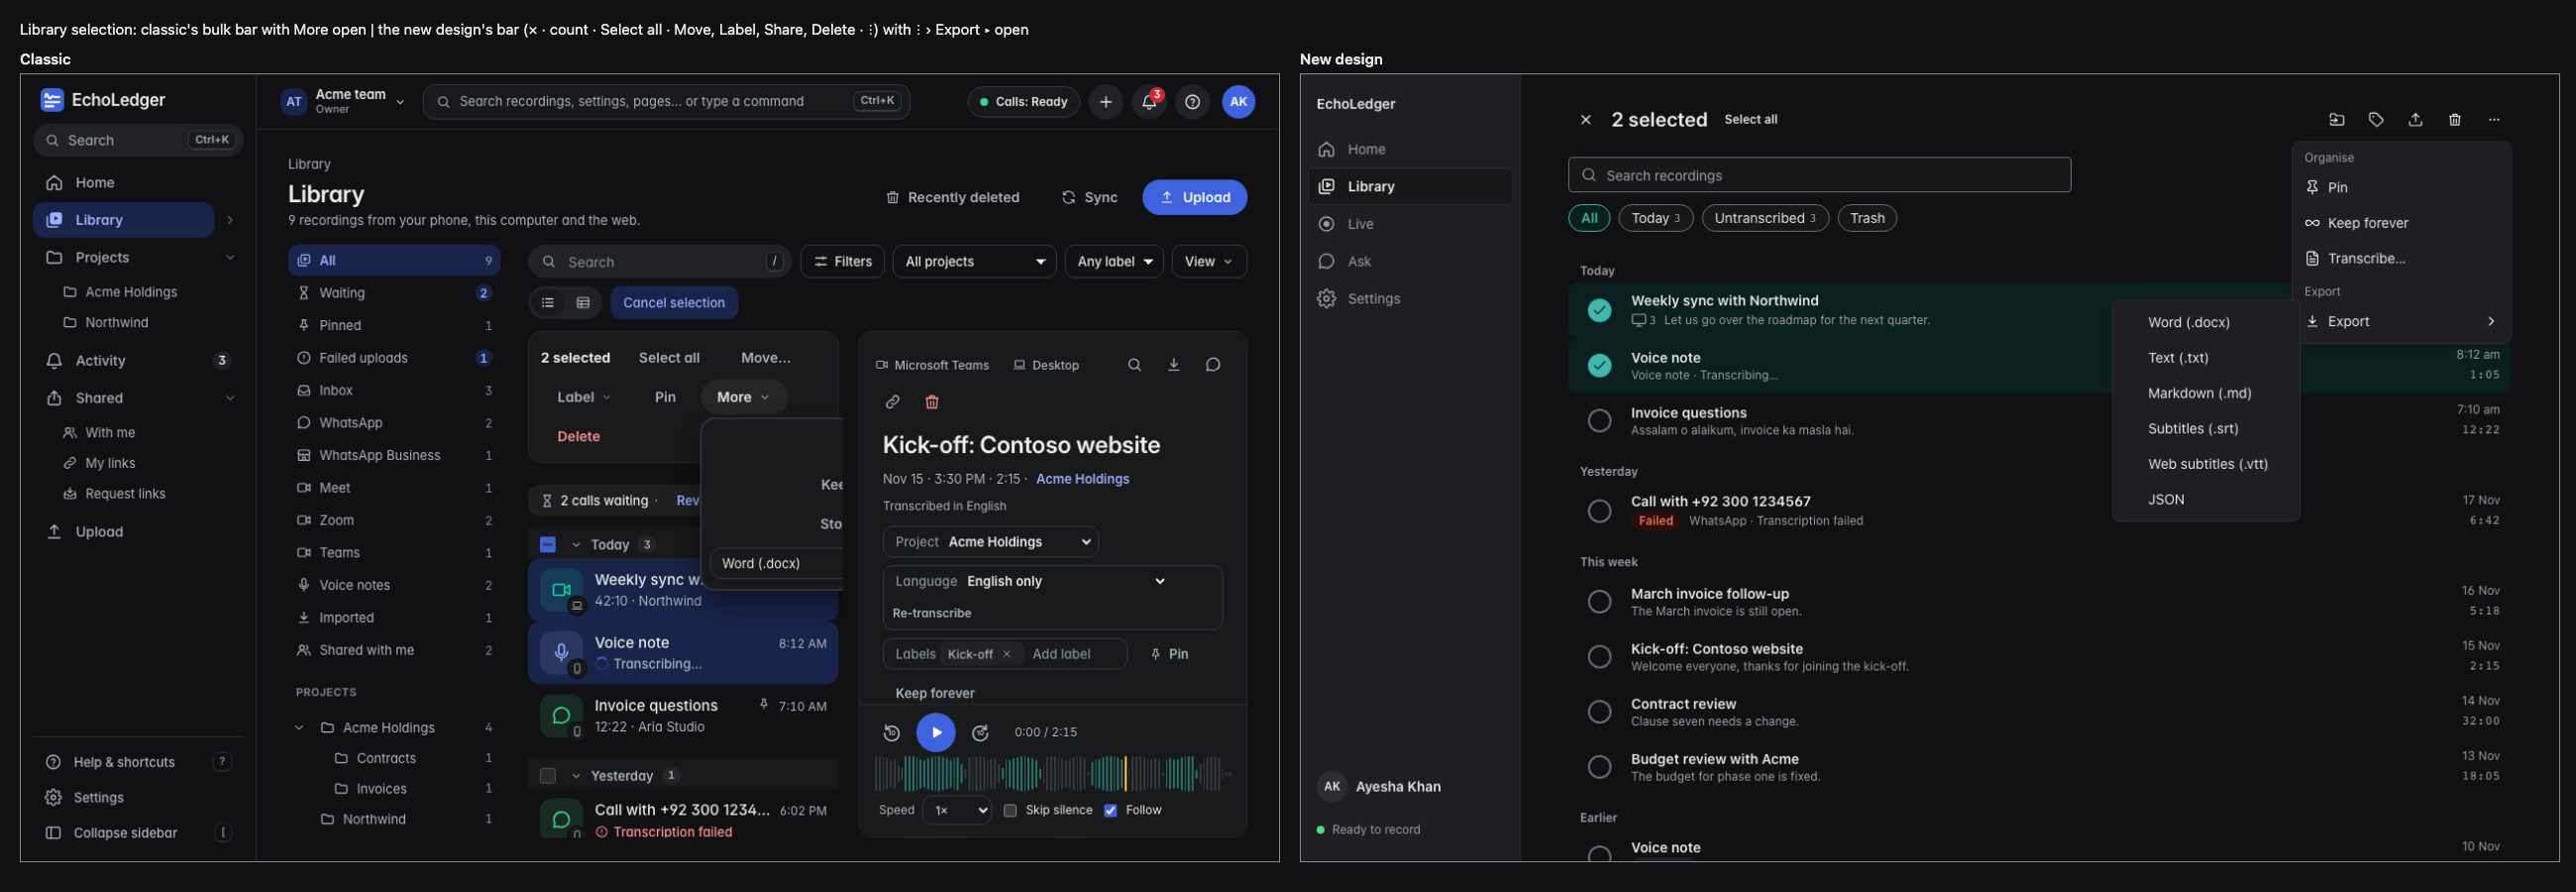 Library selection: classic's bulk bar with More open | the new design's bar (× · count · Select all · Move, Label, Share, Delete · ⋮) with ⋮ › Export ▸ open
Classic
EchoLedger
Search Ctrl+K
Home
Library
Projects
Acme Holdings
Northwind
Activity 3
Shared
With me
My links
Request links
Upload
Help & shortcuts ?
Settings
Collapse sidebar [
AT Acme team
Owner
Search recordings, settings, pages... or type a command Ctrl+K
Calls: Ready
3
AK
Library
Library
9 recordings from your phone, this computer and the web.
Recently deleted
Sync
Upload
All 9
Waiting 2
Pinned 1
Failed uploads 1
Inbox 3
WhatsApp 2
WhatsApp Business 1
Meet 1
Zoom 2
Teams 1
Voice notes 2
Imported 1
Shared with me 2
PROJECTS
Acme Holdings 4
Contracts 1
Invoices 1
Northwind 1
Search /
Filters
All projects
Any label
View
Cancel selection
2 selected Select all Move...
Label Pin More
Delete
Kee
Sto
Word (.docx)
2 calls waiting · Rev
Today 3
Weekly sync w
42:10 · Northwind
Voice note 8:12 AM
Transcribing...
Invoice questions 7:10 AM
12:22 · Aria Studio
Yesterday 1
Call with +92 300 1234... 6:02 PM
Transcription failed
Microsoft Teams Desktop
Kick-off: Contoso website
Nov 15 · 3:30 PM · 2:15 · Acme Holdings
Transcribed in English
Project Acme Holdings
Language English only
Re-transcribe
Labels Kick-off × Add label Pin
Keep forever
10 10 0:00 / 2:15
Speed 1× Skip silence Follow
New design
EchoLedger
Home
Library
Live
Ask
Settings
AK Ayesha Khan
Ready to record
2 selected Select all
Search recordings
All
Today 3
Untranscribed 3
Trash
Organise
Pin
Keep forever
Transcribe...
Export
Export
Word (.docx)
Text (.txt)
Markdown (.md)
Subtitles (.srt)
Web subtitles (.vtt)
JSON
Today
Weekly sync with Northwind
3 Let us go over the roadmap for the next quarter.
Voice note 8:12 am
Voice note · Transcribing... 1:05
Invoice questions 7:10 am
Assalam o alaikum, invoice ka masla hai. 12:22
Yesterday
Call with +92 300 1234567 17 Nov
Failed WhatsApp · Transcription failed 6:42
This week
March invoice follow-up 16 Nov
The March invoice is still open. 5:18
Kick-off: Contoso website 15 Nov
Welcome everyone, thanks for joining the kick-off. 2:15
Contract review 14 Nov
Clause seven needs a change. 32:00
Budget review with Acme 13 Nov
The budget for phase one is fixed. 18:05
Earlier
Voice note 10 Nov